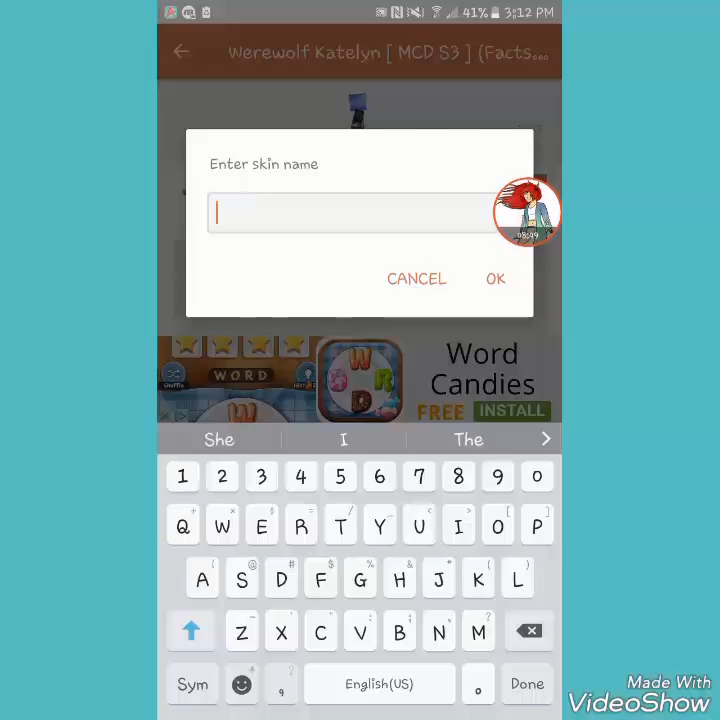 41% 3:12 PM
Werewolf Katelyn [ MCD S3 ] (Facts...
Enter skin name
03:49
CANCEL OK
WORD
Shuffle
W
W R D
Word
Candies
FREE INSTALL
She I The
1 2 3 4 5 6 7 8 9 0
Q W E R T Y U I O P
A S D F G H J K L
Z X C V B N M
Sym , English(US) . Done
Made With
VideoShow